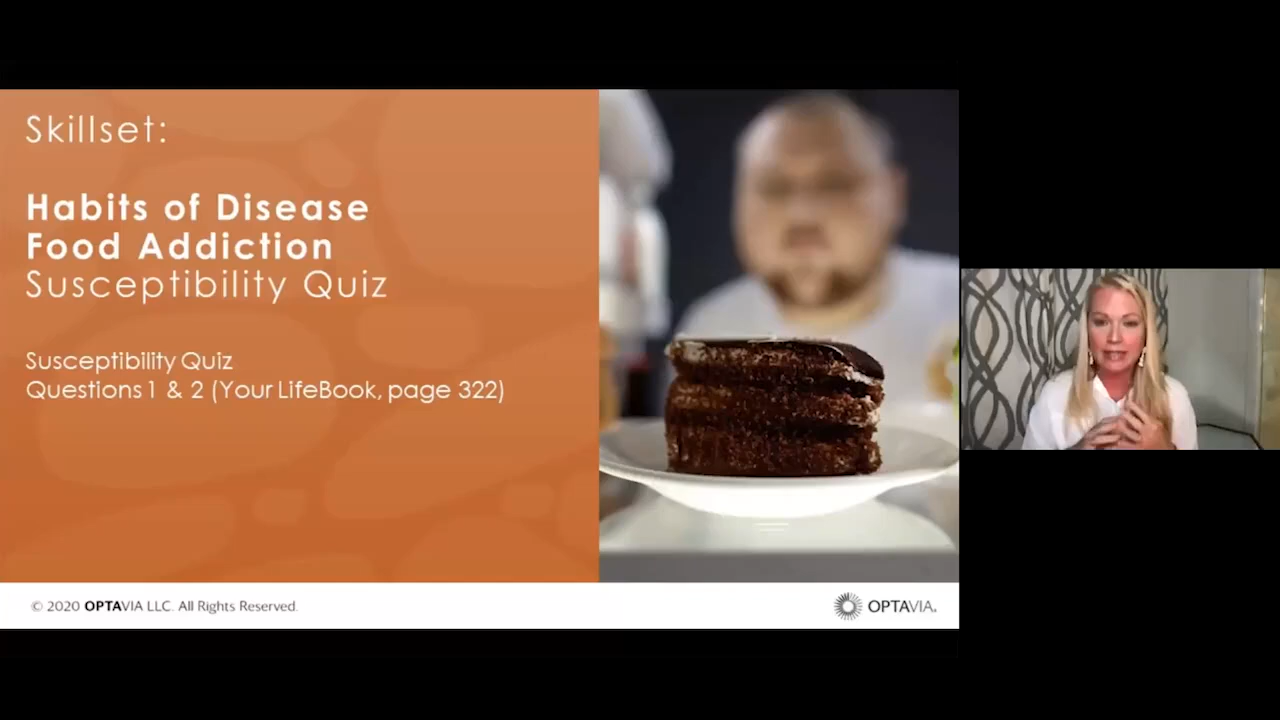 Skillset:
Habits of Disease
Food Addiction
Susceptibility Quiz
Susceptibility Quiz
Questions 1 & 2 (Your LifeBook, page 322)
© 2020 OPTAVIA LLC. All Rights Reserved.
OPTAVIA®